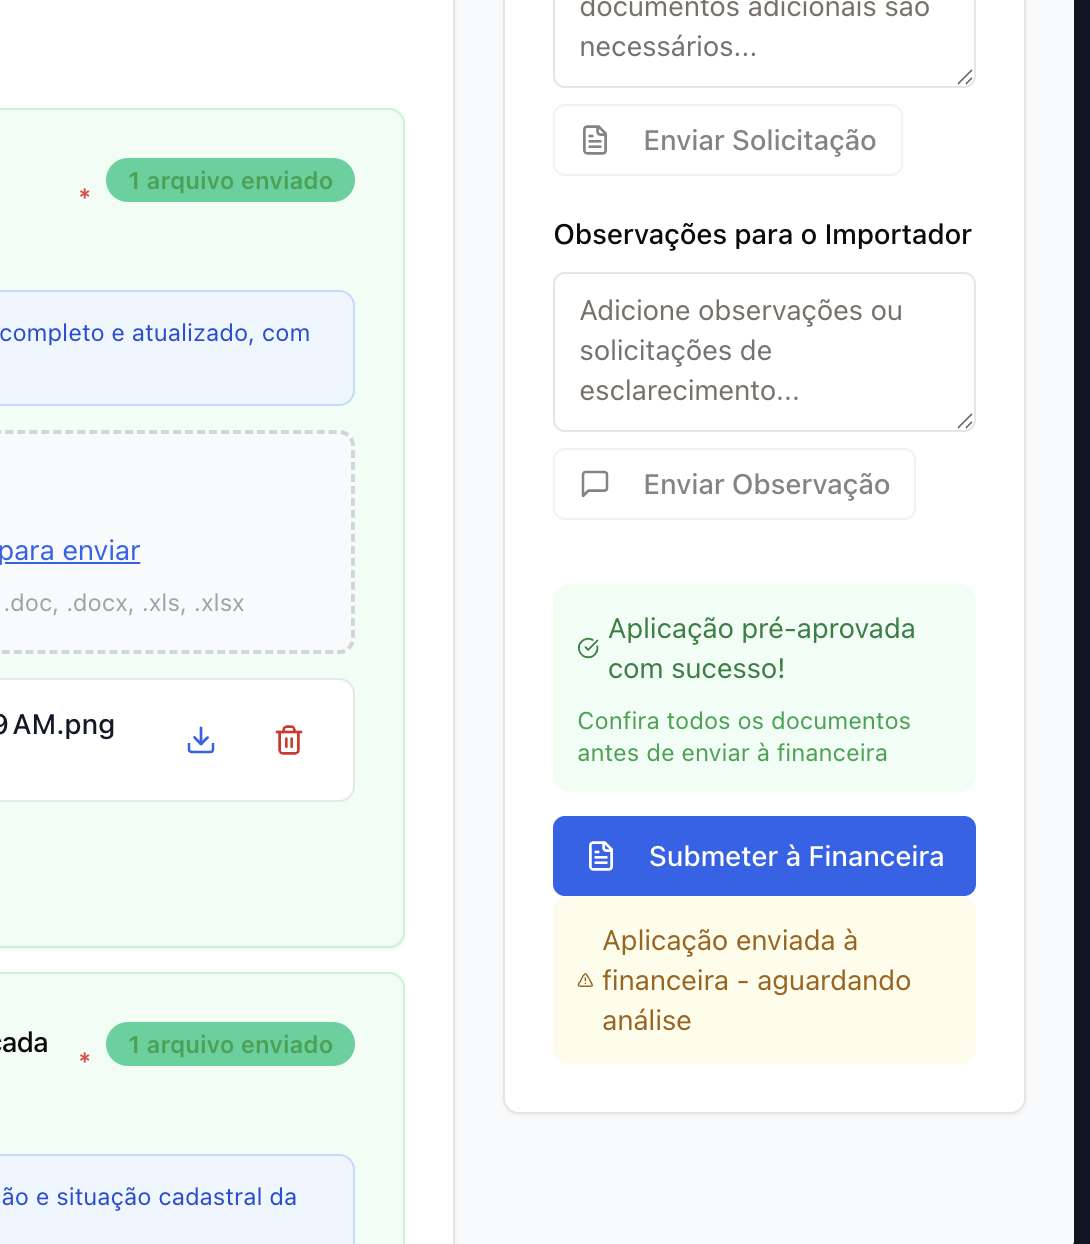 1 arquivo enviado
*
completo e atualizado, com
para enviar
.doc, .docx, .xls, .xlsx
9 AM.png
cada
*
1 arquivo enviado
ão e situação cadastral da
documentos adicionais são
necessários...
Enviar Solicitação
Observações para o Importador
Adicione observações ou
solicitações de
esclarecimento...
Enviar Observação
Aplicação pré-aprovada
com sucesso!
Confira todos os documentos
antes de enviar à financeira
Submeter à Financeira
Aplicação enviada à
financeira - aguardando
análise